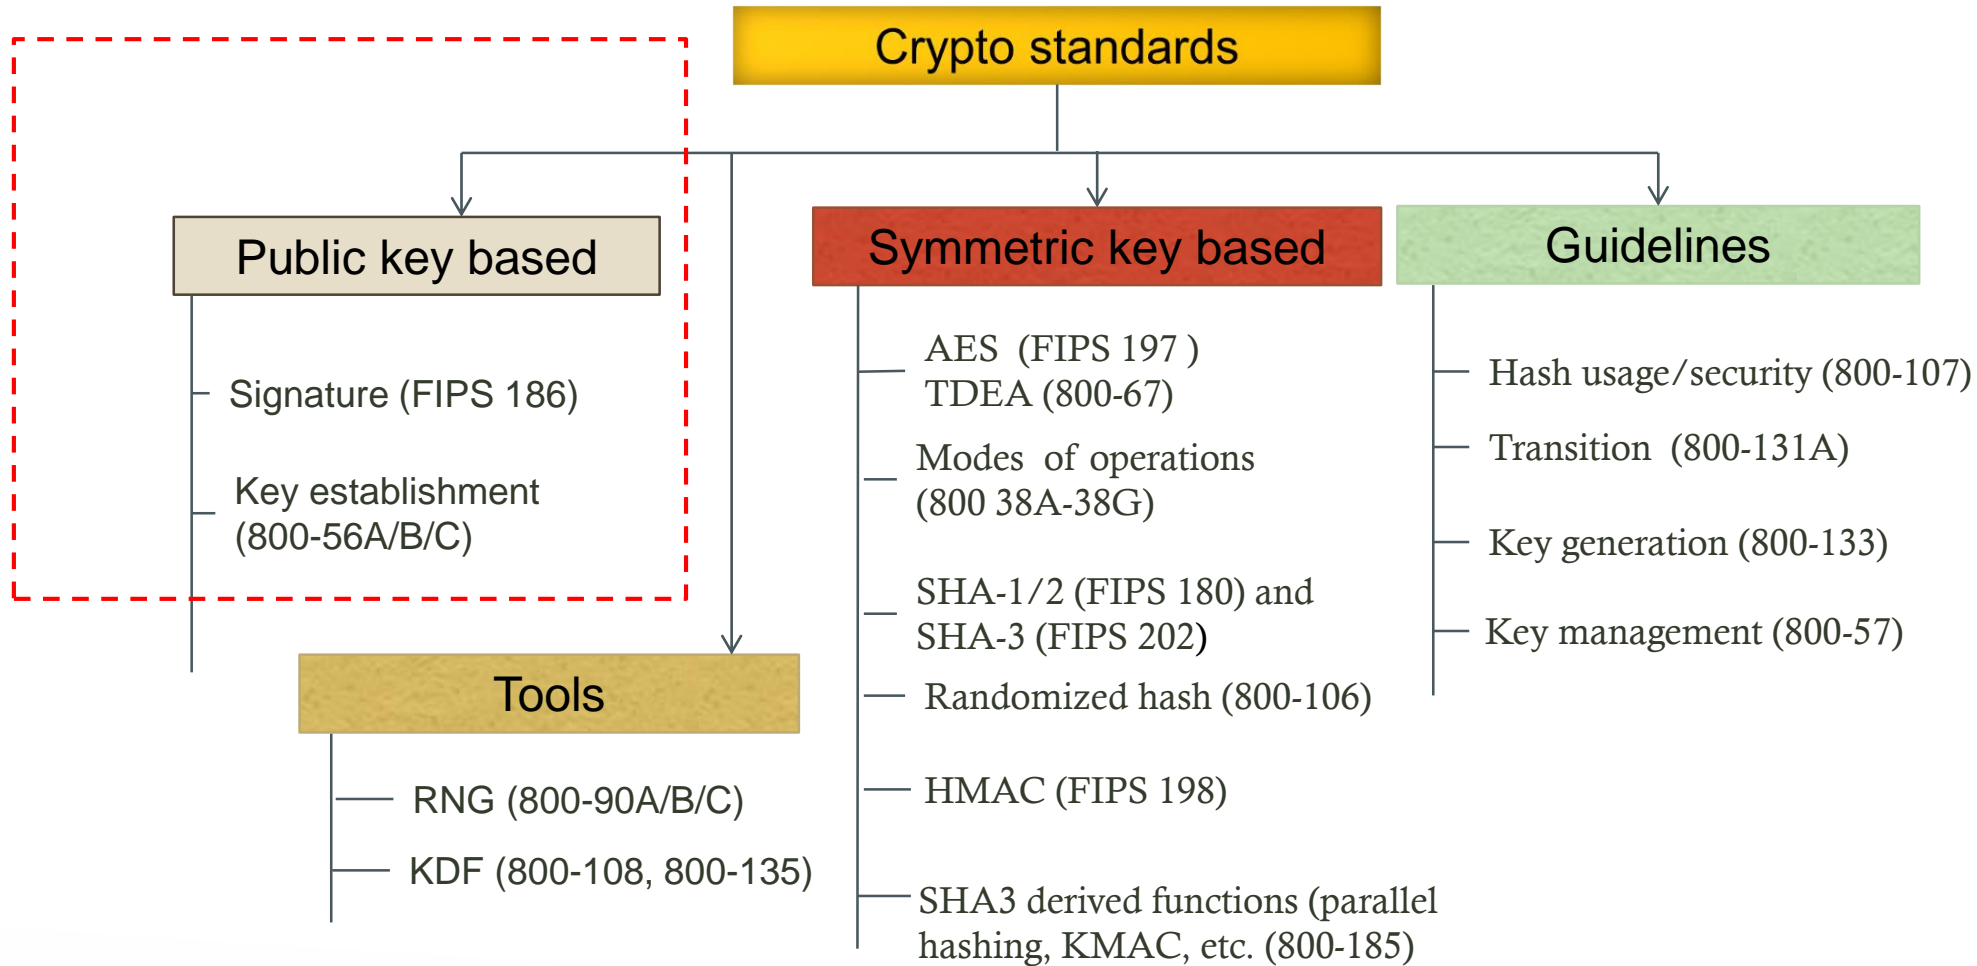 Crypto standards
Public key based
Signature (FIPS 186)
Key establishment
(800-56A/B/C)
Tools
RNG (800-90A/B/C)
KDF (800-108, 800-135)
Symmetric key based
AES (FIPS 197 )
TDEA (800-67)
Modes of operations
(800 38A-38G)
SHA-1/2 (FIPS 180) and
SHA-3 (FIPS 202)
Randomized hash (800-106)
HMAC (FIPS 198)
SHA3 derived functions (parallel
hashing, KMAC, etc. (800-185)
Guidelines
Hash usage/security (800-107)
Transition (800-131A)
Key generation (800-133)
Key management (800-57)